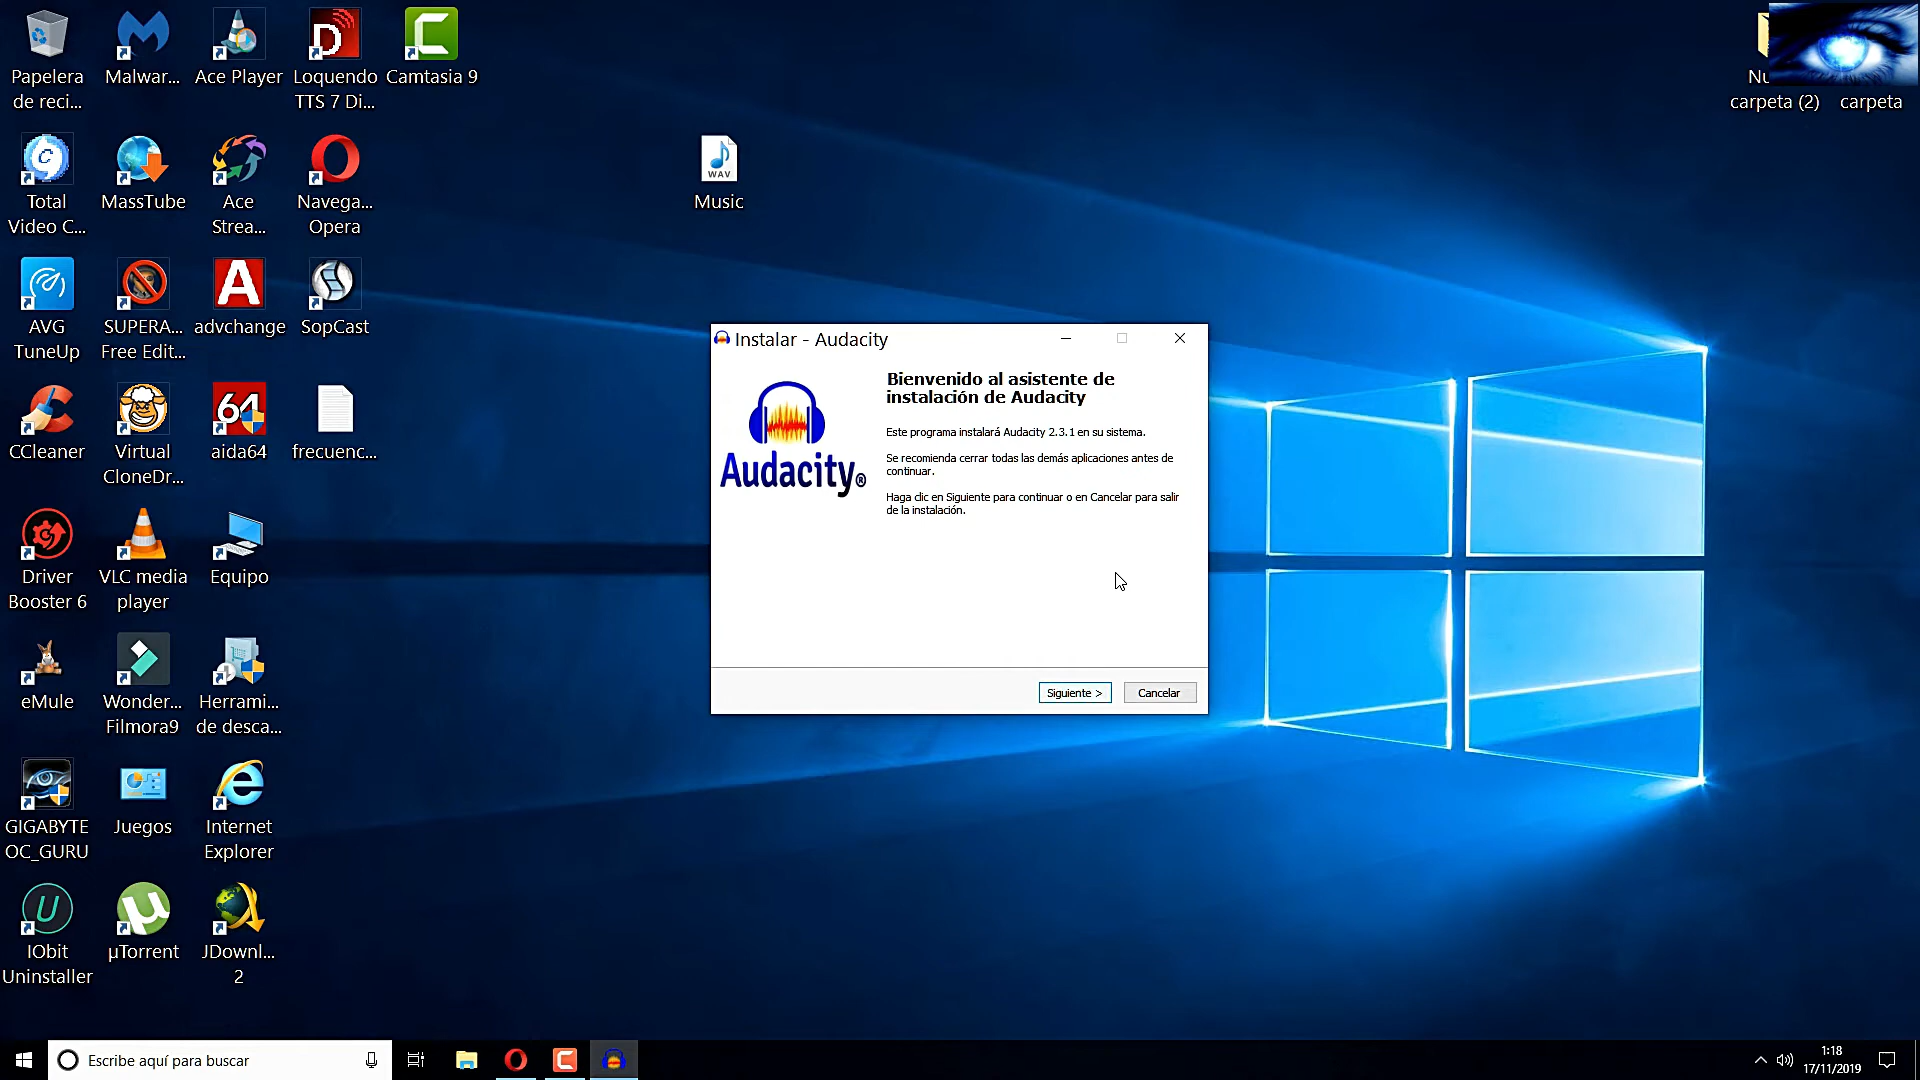 Papelera
de reci...
Malwar...
Ace Player
Loquendo
TTS 7 Di...
Camtasia 9
carpeta (2)
carpeta
Total
Video C...
MassTube
Ace
Strea...
Navega...
Opera
WAV
Music
AVG
TuneUp
SUPERA...
Free Edit...
advchange
SopCast
CCleaner
Virtual
CloneDr...
64
aida64
frecuenc...
Driver
Booster 6
VLC media
player
Equipo
eMule
Wonder...
Filmora9
Herrami...
de desca...
GIGABYTE
OC_GURU
Juegos
Internet
Explorer
IObit
Uninstaller
µTorrent
JDownl...
2
Instalar - Audacity
Audacity®
Bienvenido al asistente de
instalación de Audacity
Este programa instalará Audacity 2.3.1 en su sistema.
Se recomienda cerrar todas las demás aplicaciones antes de
continuar.
Haga clic en Siguiente para continuar o en Cancelar para salir
de la instalación.
Siguiente >
Cancelar
Escribe aquí para buscar
1:18
17/11/2019